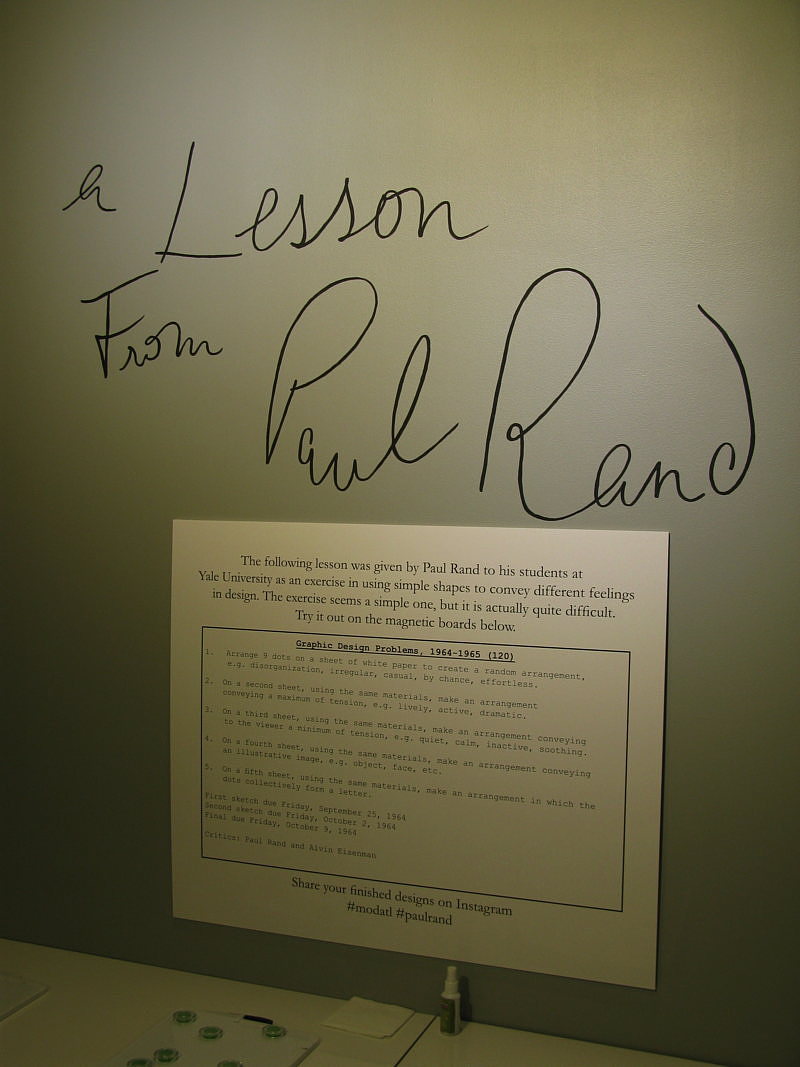 a Lesson
From Paul Rand
The following lesson was given by Paul Rand to his students at
Yale University as an exercise in using simple shapes to convey different feelings
in design. The exercise seems a simple one, but it is actually quite difficult.
Try it out on the magnetic boards below.
Graphic Design Problems, 1964-1965 (120)
1. Arrange 9 dots on a sheet of white paper to create a random arrangement,
e.g. disorganization, irregular, casual, by chance, effortless.
2. On a second sheet, using the same materials, make an arrangement
conveying a maximum of tension, e.g. lively, active, dramatic.
3. On a third sheet, using the same materials, make an arrangement conveying
to the viewer a minimum of tension, e.g. quiet, calm, inactive, soothing.
4. On a fourth sheet, using the same materials, make an arrangement conveying
an illustrative image, e.g. object, face, etc.
5. On a fifth sheet, using the same materials, make an arrangement in which the
dots collectively form a letter.
First sketch due Friday, September 25, 1964
Second sketch due Friday, October 2, 1964
Final due Friday, October 9, 1964
Critics: Paul Rand and Alvin Eisenman
Share your finished designs on Instagram
#modatl #paulrand